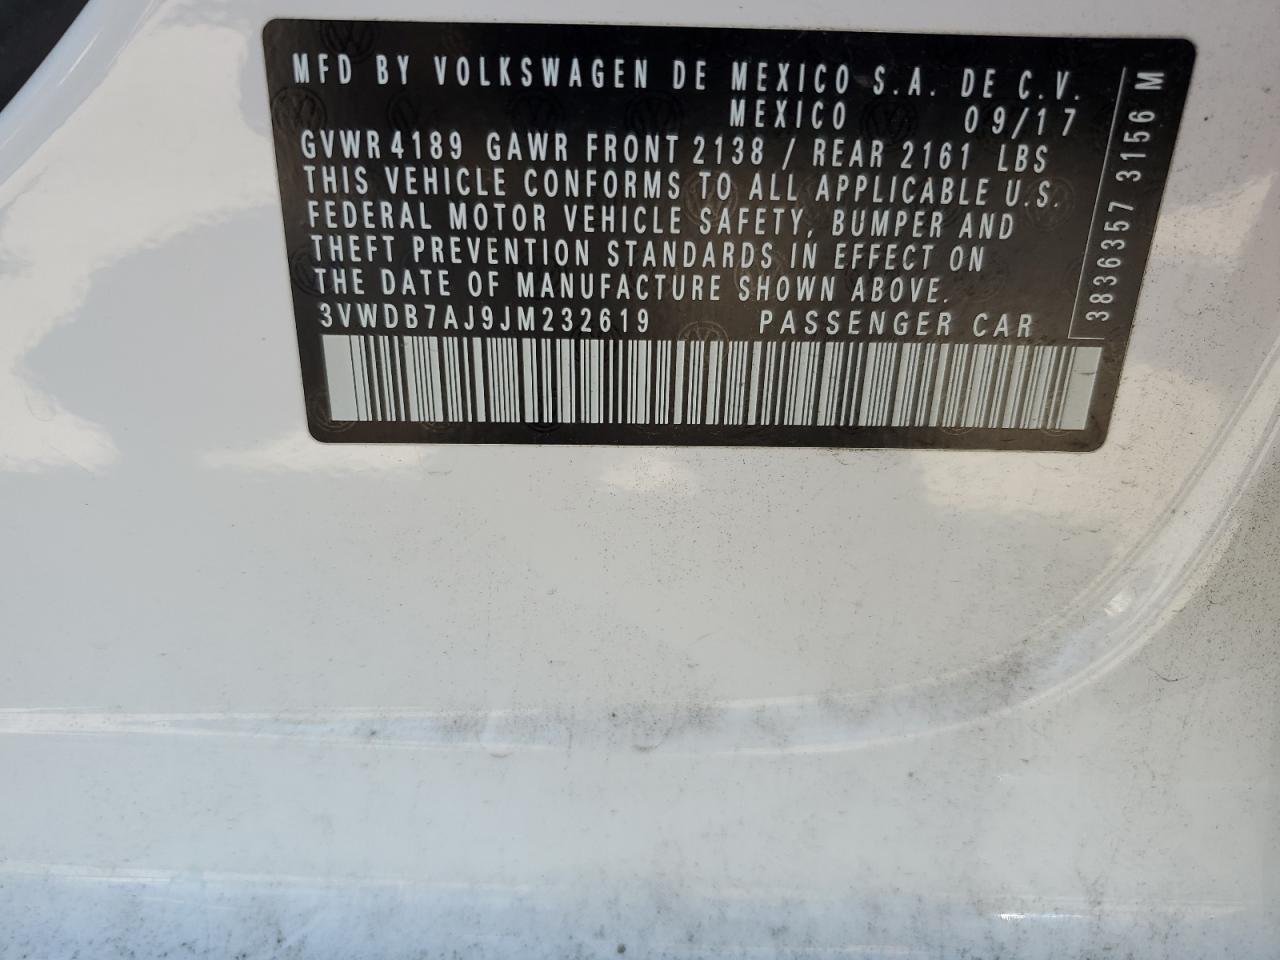 MFD BY VOLKSWAGEN DE MEXICO S.A. DE C.V.
MEXICO 09/17
GVWR 4189 GAWR FRONT 2138 / REAR 2161 LBS
THIS VEHICLE CONFORMS TO ALL APPLICABLE U.S.
FEDERAL MOTOR VEHICLE SAFETY, BUMPER AND
THEFT PREVENTION STANDARDS IN EFFECT ON
THE DATE OF MANUFACTURE SHOWN ABOVE.
3VWDB7AJ9JM232619 PASSENGER CAR
3836357 3156 M